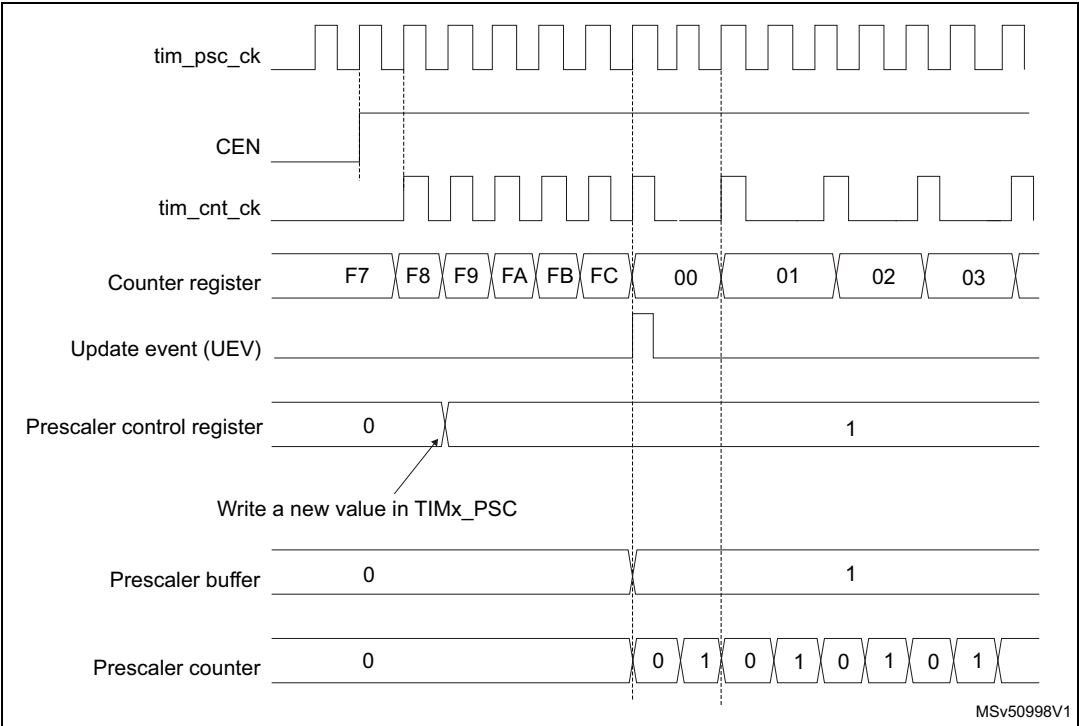 tim_psc_ck
CEN
tim_cnt_ck
Counter register F7 F8 F9 FA FB FC 00 01 02 03
Update event (UEV)
Prescaler control register 0 1
Write a new value in TIMx_PSC
Prescaler buffer 0 1
Prescaler counter 0 0 1 0 1 0 1 0 1
MSv50998V1